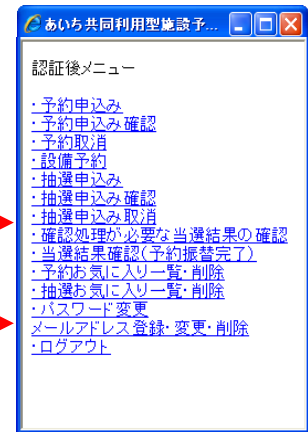 あいち共同利用型施設予...
認証後メニュー
・予約申込み
・予約申込み確認
・予約取消
・設備予約
・抽選申込み
・抽選申込み確認
・抽選申込み取消
・確認処理が必要な当選結果の確認
・当選結果確認(予約振替完了)
・予約お気に入り一覧・削除
・抽選お気に入り一覧・削除
・パスワード変更
メールアドレス登録・変更・削除
・ログアウト